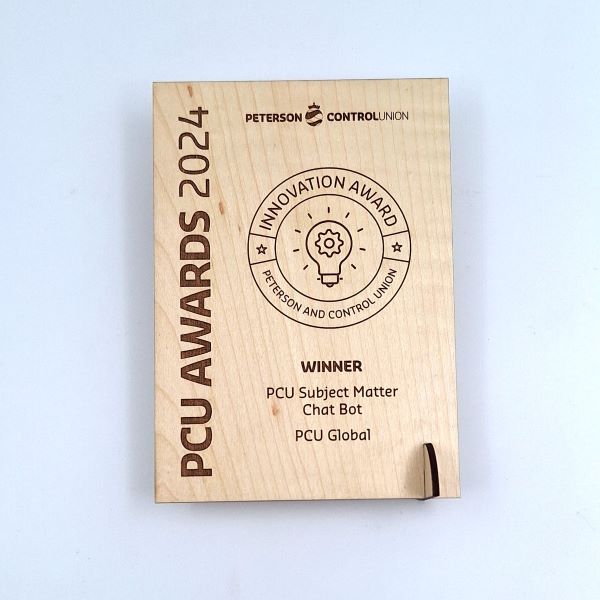 PCU AWARDS 2024
PETERSON CONTROLUNION
INNOVATION AWARD
PETERSON AND CONTROL UNION
WINNER
PCU Subject Matter
Chat Bot
PCU Global